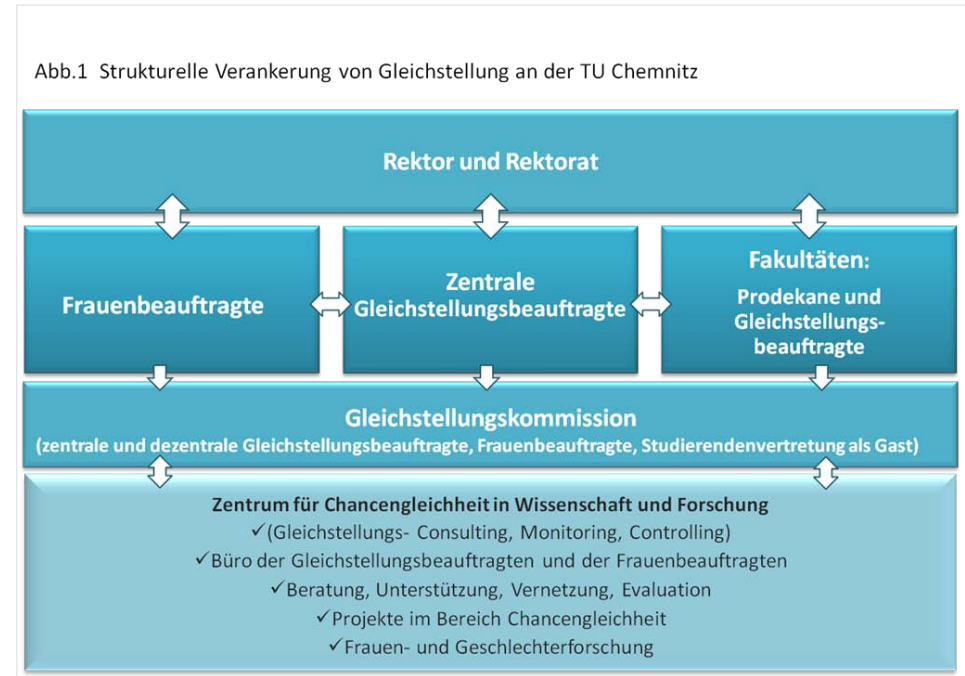 Abb.1 Strukturelle Verankerung von Gleichstellung an der TU Chemnitz
Rektor und Rektorat
Frauenbeauftragte
Zentrale
Gleichstellungsbeauftragte
Fakultäten:
Prodekane und
Gleichstellungs-
beauftragte
Gleichstellungskommission
(zentrale und dezentrale Gleichstellungsbeauftragte, Frauenbeauftragte, Studierendenvertretung als Gast)
Zentrum für Chancengleichheit in Wissenschaft und Forschung
✓(Gleichstellungs- Consulting, Monitoring, Controlling)
✓Büro der Gleichstellungsbeauftragten und der Frauenbeauftragten
✓Beratung, Unterstützung, Vernetzung, Evaluation
✓Projekte im Bereich Chancengleichheit
✓Frauen- und Geschlechterforschung